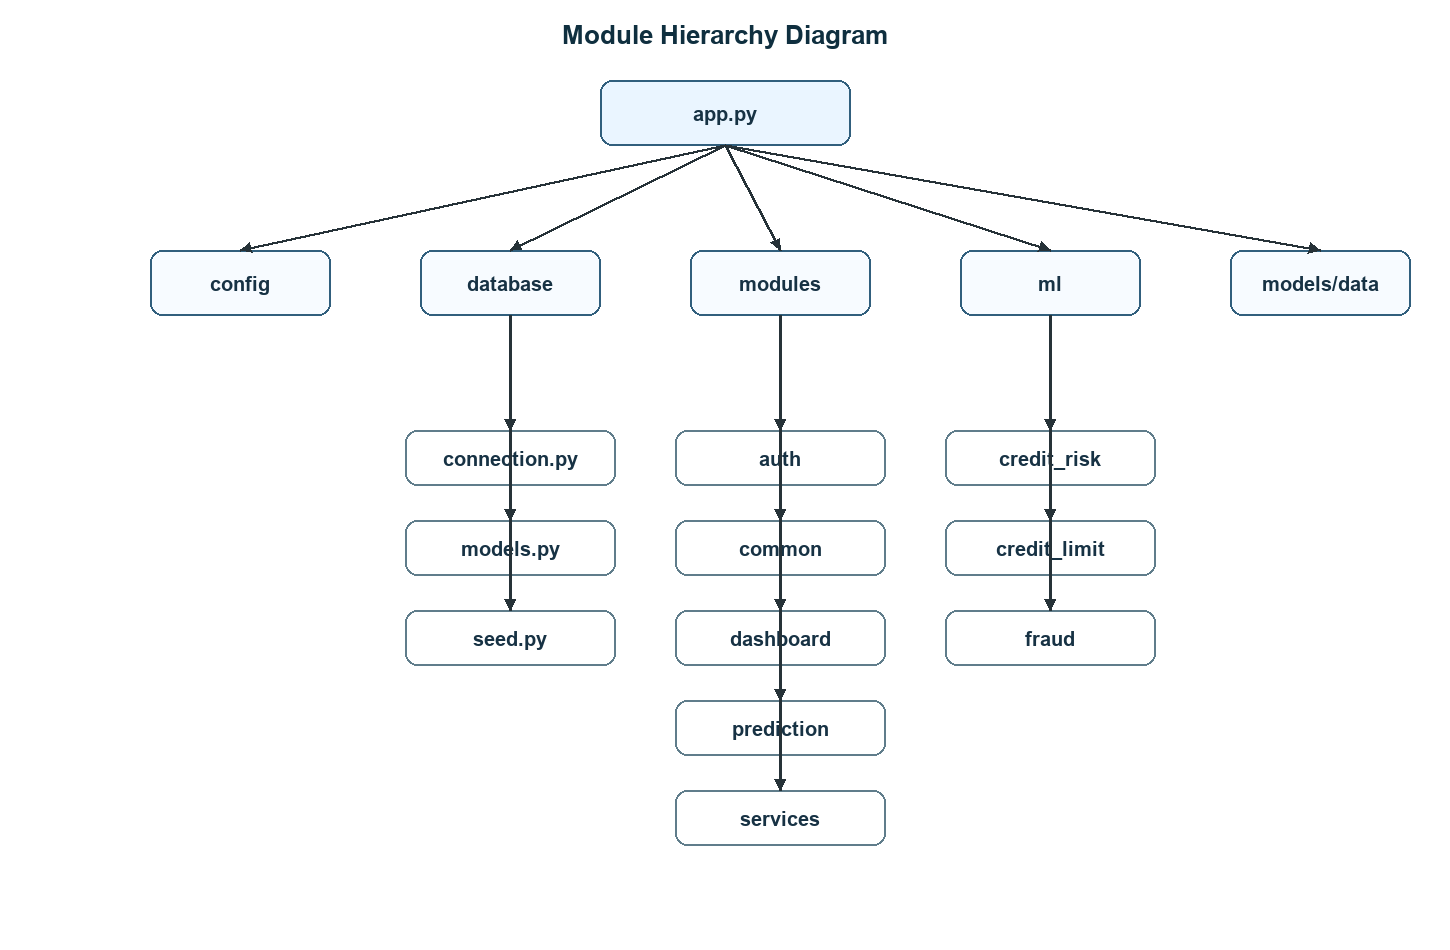 Module Hierarchy Diagram
app.py
config
database
modules
ml
models/data
connection.py
auth
credit_risk
models.py
common
credit_limit
seed.py
dashboard
fraud
prediction
services